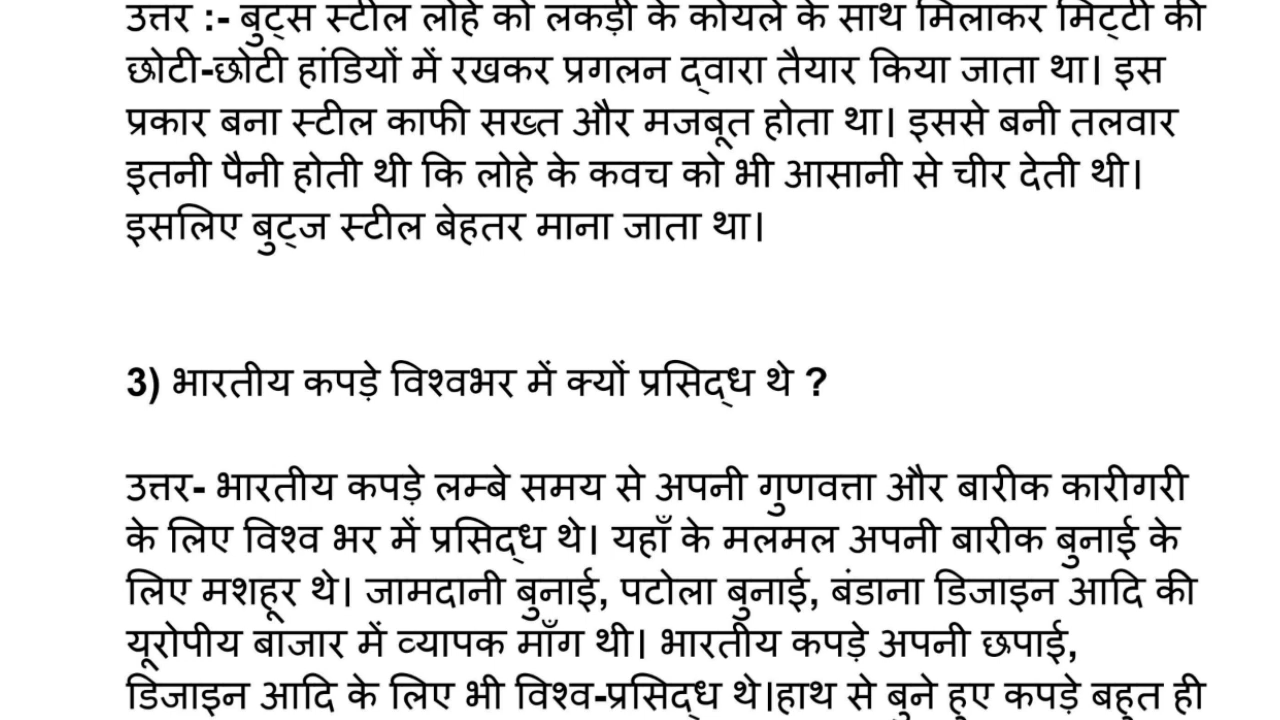 उत्तर :- बुट्स स्टील लोहे को लकड़ी के कोयले के साथ मिलाकर मिट्टी की
छोटी-छोटी हांडियों में रखकर प्रगलन द्वारा तैयार किया जाता था। इस
प्रकार बना स्टील काफी सख्त और मजबूत होता था। इससे बनी तलवार
इतनी पैनी होती थी कि लोहे के कवच को भी आसानी से चीर देती थी।
इसलिए बुट्ज स्टील बेहतर माना जाता था।
3) भारतीय कपड़े विश्वभर में क्यों प्रसिद्ध थे ?
उत्तर- भारतीय कपड़े लम्बे समय से अपनी गुणवत्ता और बारीक कारीगरी
के लिए विश्व भर में प्रसिद्ध थे। यहाँ के मलमल अपनी बारीक बुनाई के
लिए मशहूर थे। जामदानी बुनाई, पटोला बुनाई, बंडाना डिजाइन आदि की
यूरोपीय बाजार में व्यापक माँग थी। भारतीय कपड़े अपनी छपाई,
डिजाइन आदि के लिए भी विश्व-प्रसिद्ध थे।हाथ से बुने हुए कपड़े बहुत ही